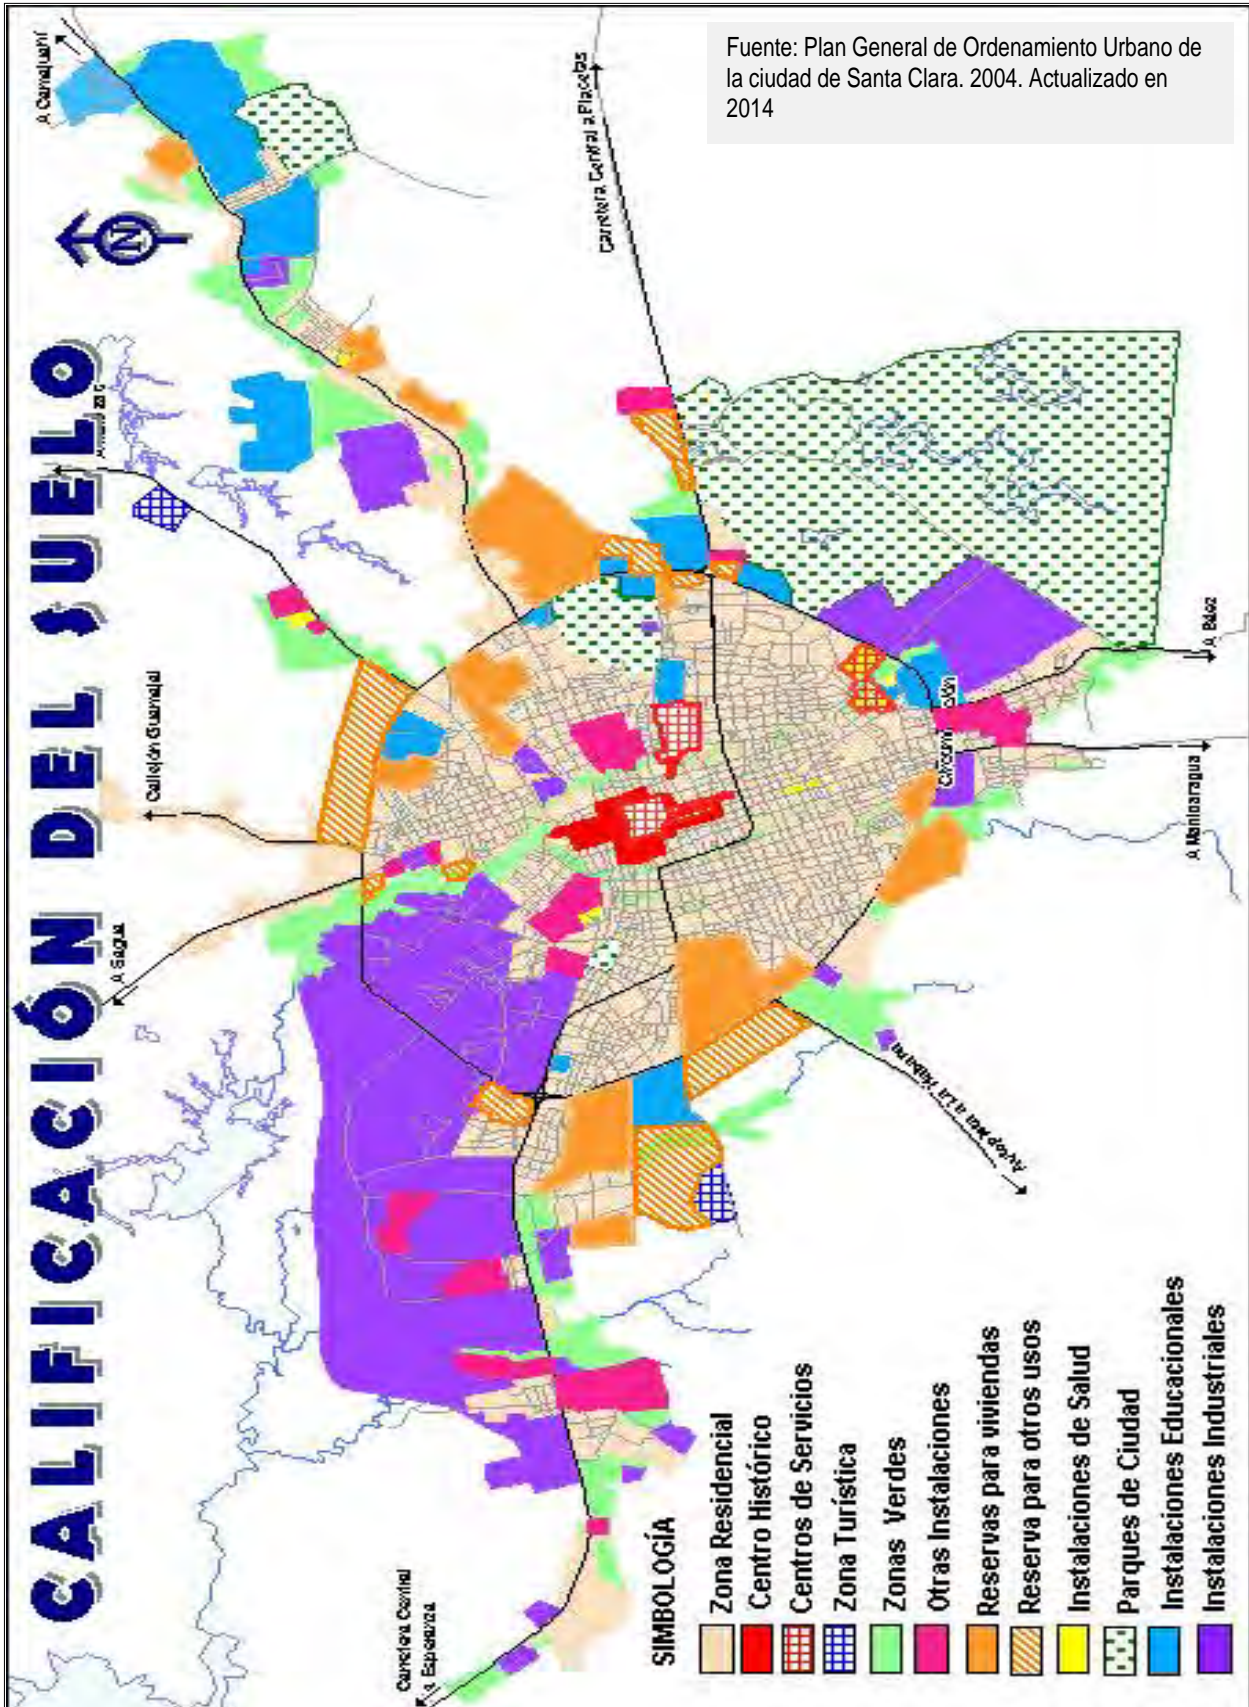 Fuente: Plan General de Ordenamiento Urbano de
la ciudad de Santa Clara. 2004. Actualizado en
2014
CALIFICACIÓN DEL SUELO
N
A Camajuaní
Carretera Central a Placetas
Callejón Guamajal
A Sagua
A Báez
A Manicaragua
Autopista a La Habana
Carretera Central
a Esperanza
SIMBOLOGÍA
Zona Residencial
Centro Histórico
Centros de Servicios
Zona Turística
Zonas Verdes
Otras Instalaciones
Reservas para viviendas
Reserva para otros usos
Instalaciones de Salud
Parques de Ciudad
Instalaciones Educacionales
Instalaciones Industriales